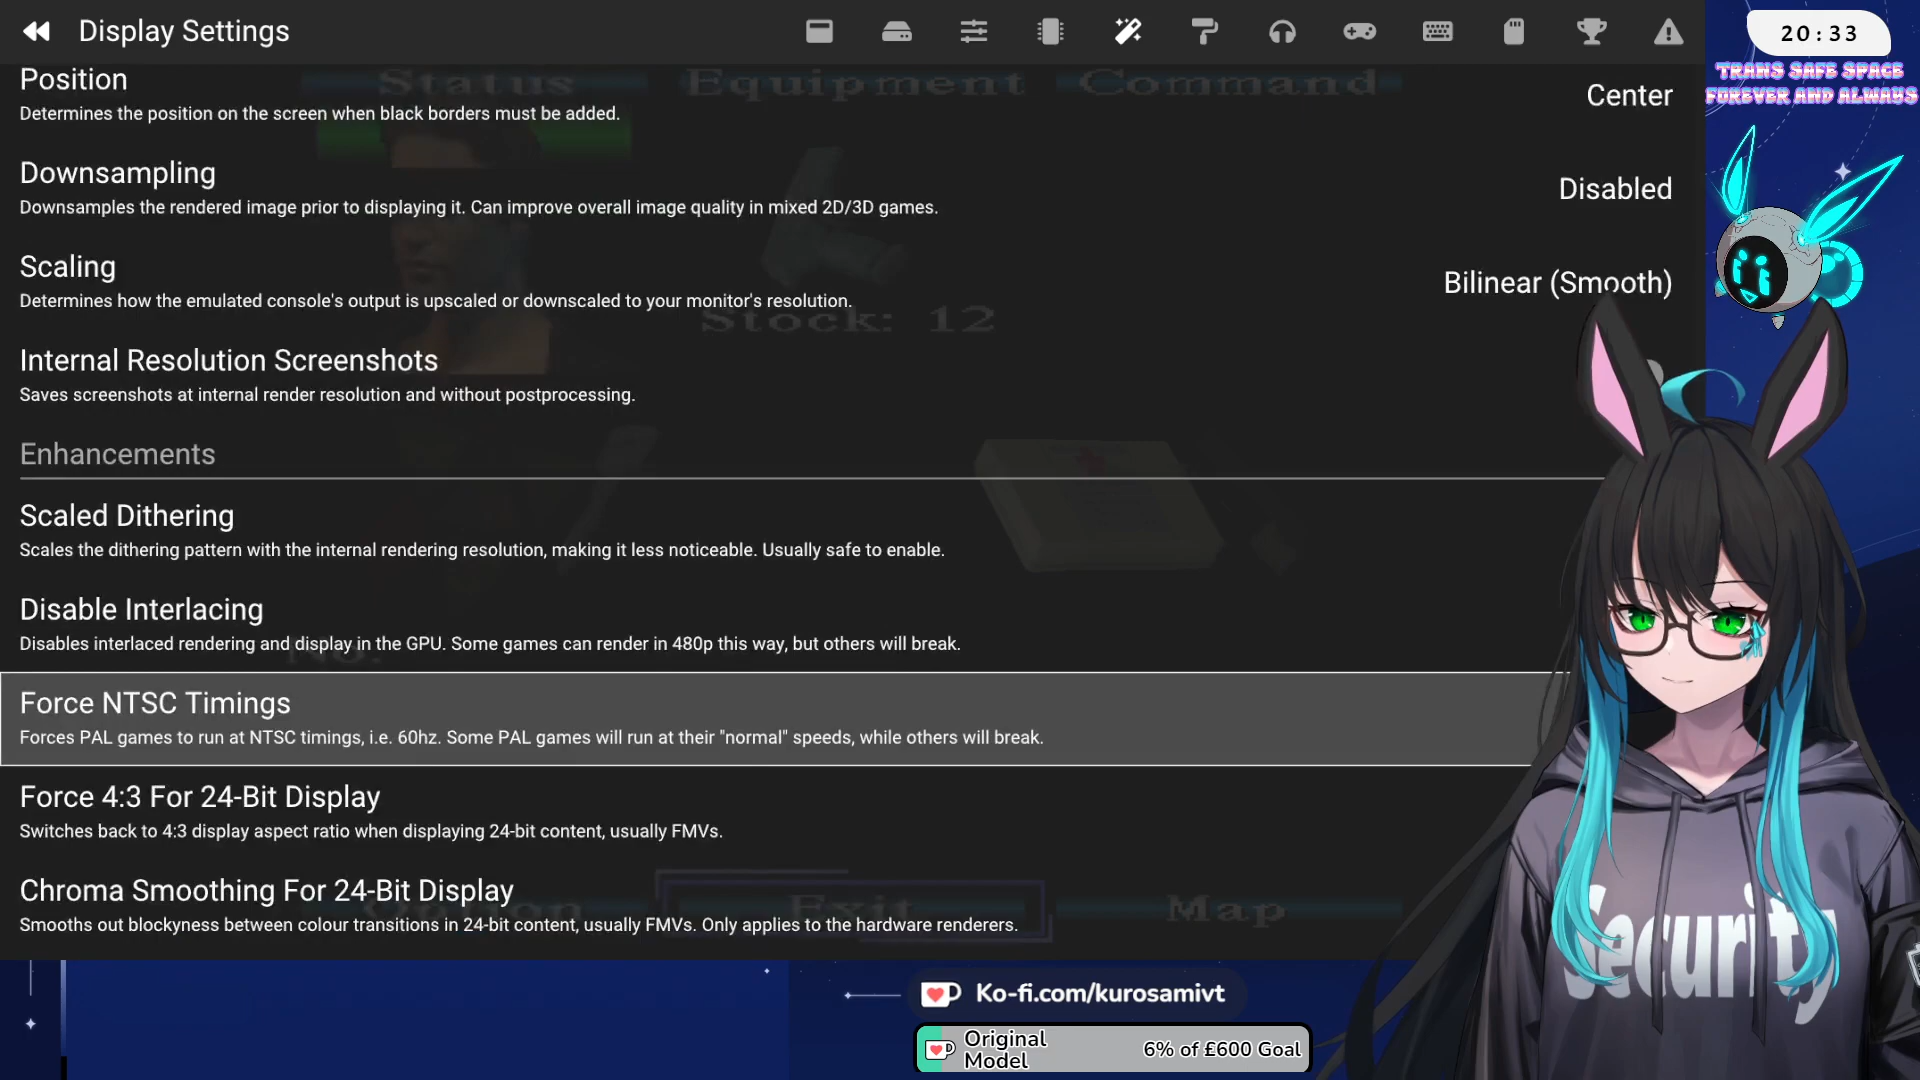 Display Settings
20:33
TRANS SAFE SPACE
FOREVER AND ALWAYS
Status Equipment Command
Position
Determines the position on the screen when black borders must be added.
Center
Downsampling
Downsamples the rendered image prior to displaying it. Can improve overall image quality in mixed 2D/3D games.
Disabled
Scaling
Determines how the emulated console's output is upscaled or downscaled to your monitor's resolution.
Bilinear (Smooth)
Stock: 12
Internal Resolution Screenshots
Saves screenshots at internal render resolution and without postprocessing.
Enhancements
Scaled Dithering
Scales the dithering pattern with the internal rendering resolution, making it less noticeable. Usually safe to enable.
Disable Interlacing
Disables interlaced rendering and display in the GPU. Some games can render in 480p this way, but others will break.
No.
Force NTSC Timings
Forces PAL games to run at NTSC timings, i.e. 60hz. Some PAL games will run at their "normal" speeds, while others will break.
Force 4:3 For 24-Bit Display
Switches back to 4:3 display aspect ratio when displaying 24-bit content, usually FMVs.
Chroma Smoothing For 24-Bit Display
Smooths out blockyness between colour transitions in 24-bit content, usually FMVs. Only applies to the hardware renderers.
Option Exit Map
Security
Ko-fi.com/kurosamivt
Original
Model
6% of £600 Goal